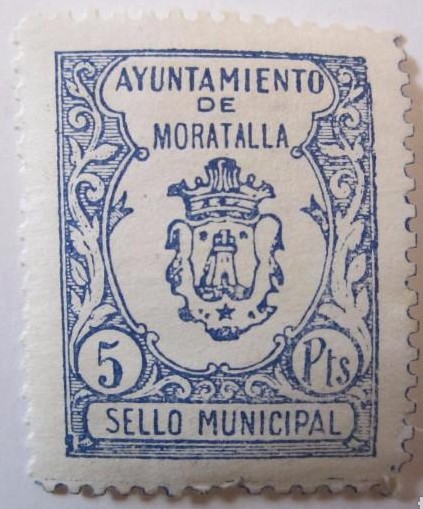 AYUNTAMIENTO
DE
MORATALLA
5 Pts
SELLO MUNICIPAL